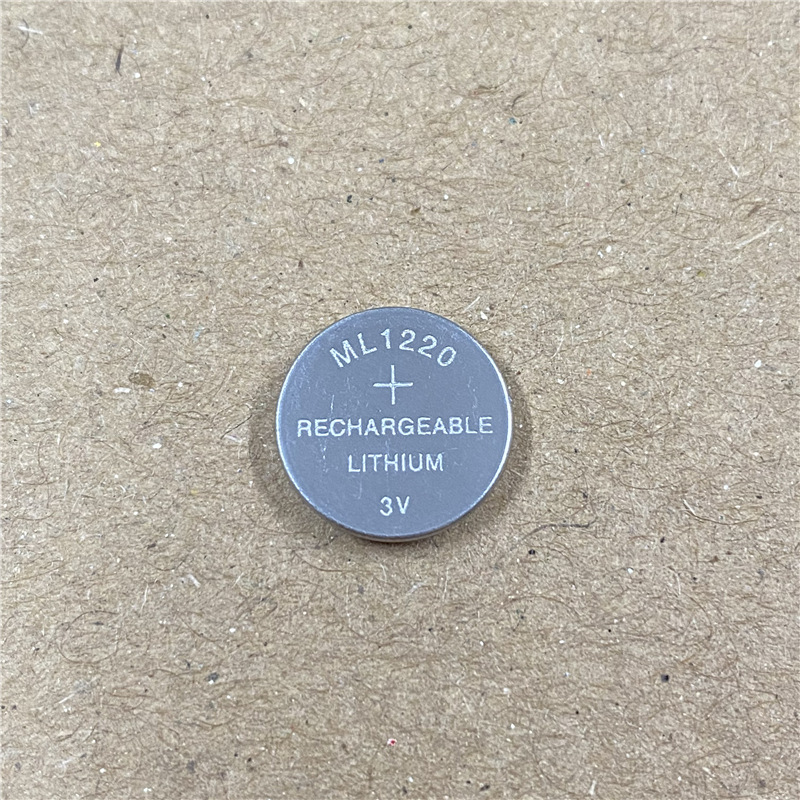 ML1220
+
RECHARGEABLE
LITHIUM
3V